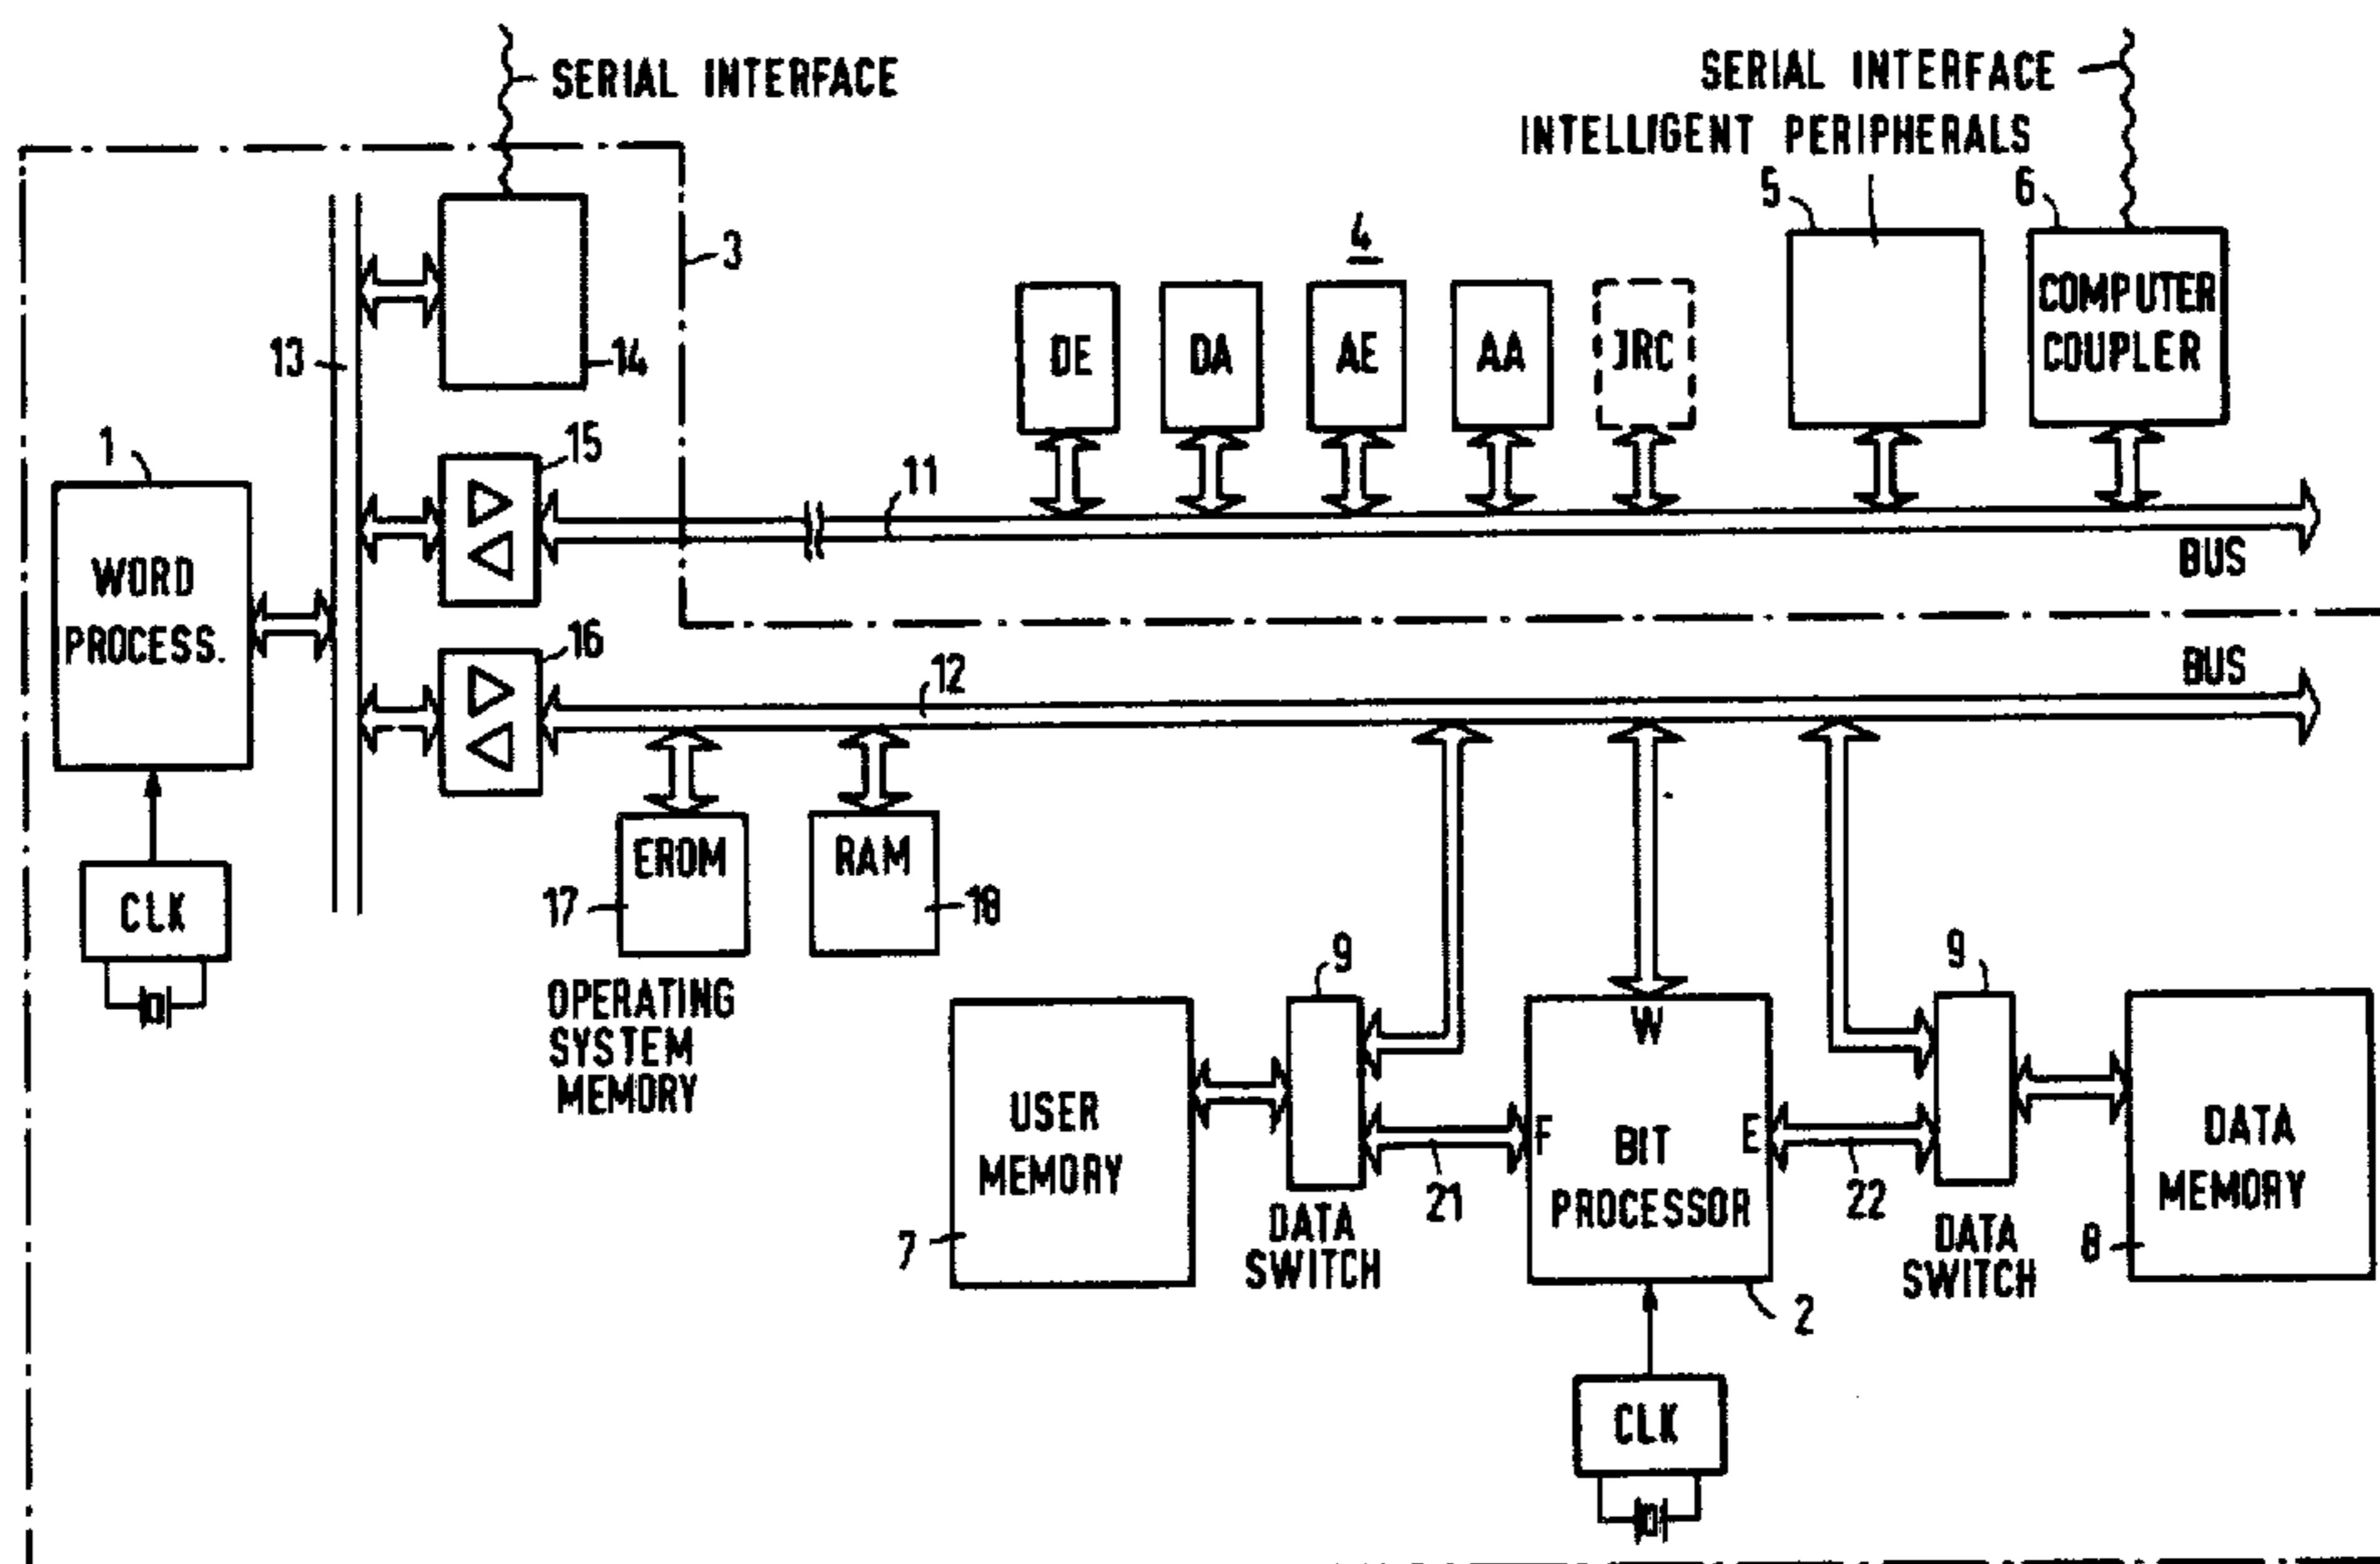 SERIAL INTERFACE
SERIAL INTERFACE
INTELLIGENT PERIPHERALS
3
4
5
6
13
14
DE
DA
AE
AA
JRC
COMPUTER
COUPLER
1
15
11
BUS
WORD
PROCESS.
16
12
BUS
CLK
EROM
RAM
17
18
OPERATING
SYSTEM
MEMORY
9
9
W
USER
MEMORY
F
BIT
PROCESSOR
E
DATA
MEMORY
7
21
22
8
DATA
SWITCH
DATA
SWITCH
2
CLK